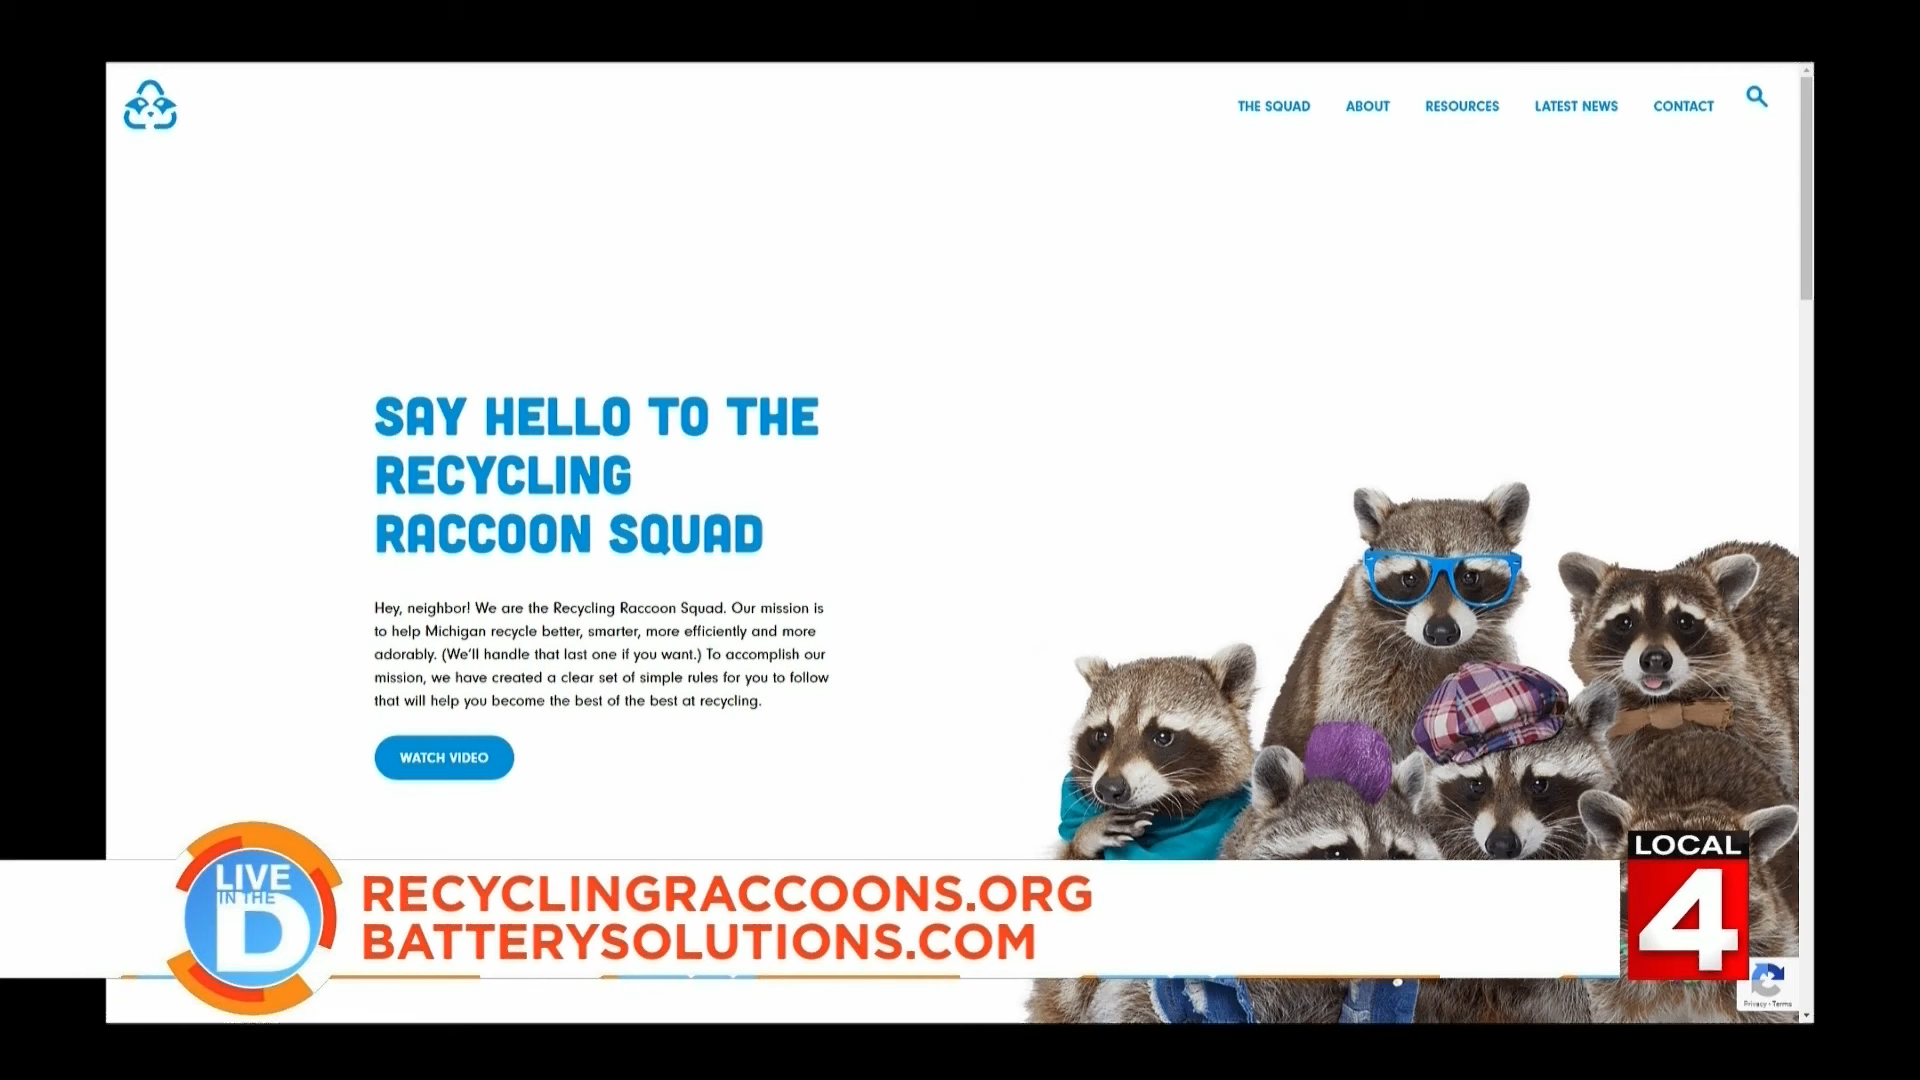 THE SQUAD
ABOUT
RESOURCES
LATEST NEWS
CONTACT
SAY HELLO TO THE
RECYCLING
RACCOON SQUAD
Hey, neighbor! We are the Recycling Raccoon Squad. Our mission is
to help Michigan recycle better, smarter, more efficiently and more
adorably. (We'll handle that last one if you want.) To accomplish our
mission, we have created a clear set of simple rules for you to follow
that will help you become the best of the best at recycling.
WATCH VIDEO
LIVE
IN THE
D
RECYCLINGRACCOONS.ORG
BATTERYSOLUTIONS.COM
LOCAL
4
Privacy - Terms